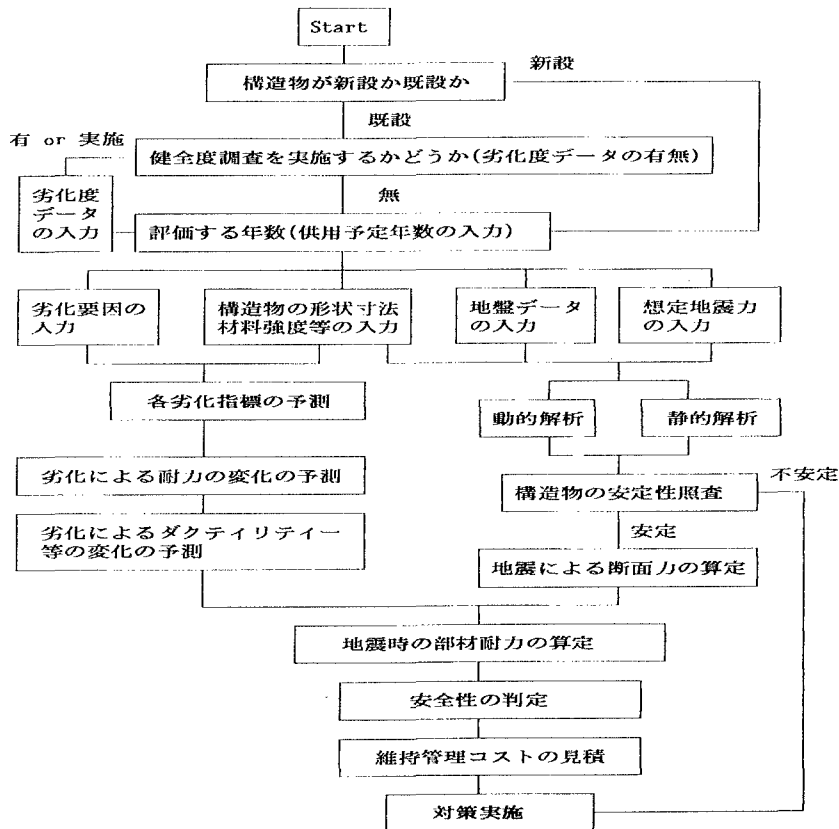 Start
新設
構造物が新設か既設か
既設
有 or 実施
健全度調査を実施するかどうか(劣化度データの有無)
無
劣化度
データ
の入力
評価する年数(供用予定年数の入力)
劣化要因の
入力
構造物の形状寸法
材料強度等の入力
地盤データ
の入力
想定地震力
の入力
各劣化指標の予測
動的解析
静的解析
劣化による耐力の変化の予測
不安定
構造物の安定性照査
劣化によるダクティリティー
等の変化の予測
安定
地震による断面力の算定
地震時の部材耐力の算定
安全性の判定
維持管理コストの見積
対策実施